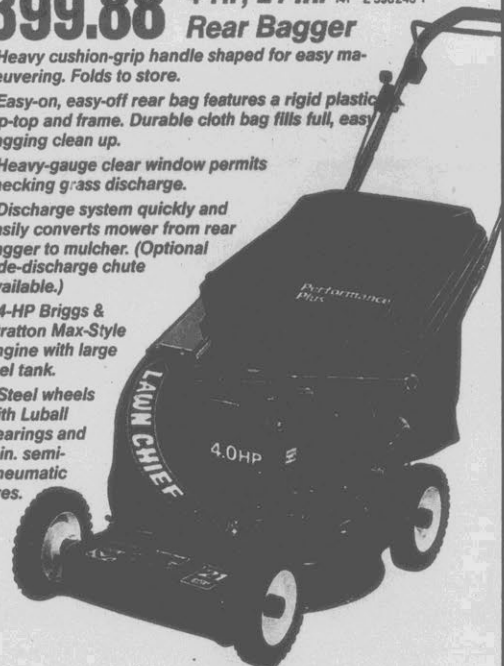 399.88
Rear Bagger
Heavy cushion-grip handle shaped for easy ma-
euvering. Folds to store.
Easy-on, easy-off rear bag features a rigid plastic
p-top and frame. Durable cloth bag fills full, easy
agging clean up.
Heavy-gauge clear window permits
hecking grass discharge.
Discharge system quickly and
asily converts mower from rear
agger to mulcher. (Optional
ide-discharge chute
vailable.)
4-HP Briggs &
tratton Max-Style
ngine with large
el tank.
Steel wheels
ith Luball
earings and
in. semi-
neumatic
res.
Performance
Plus
LAWN CHIEF
4.0HP
21